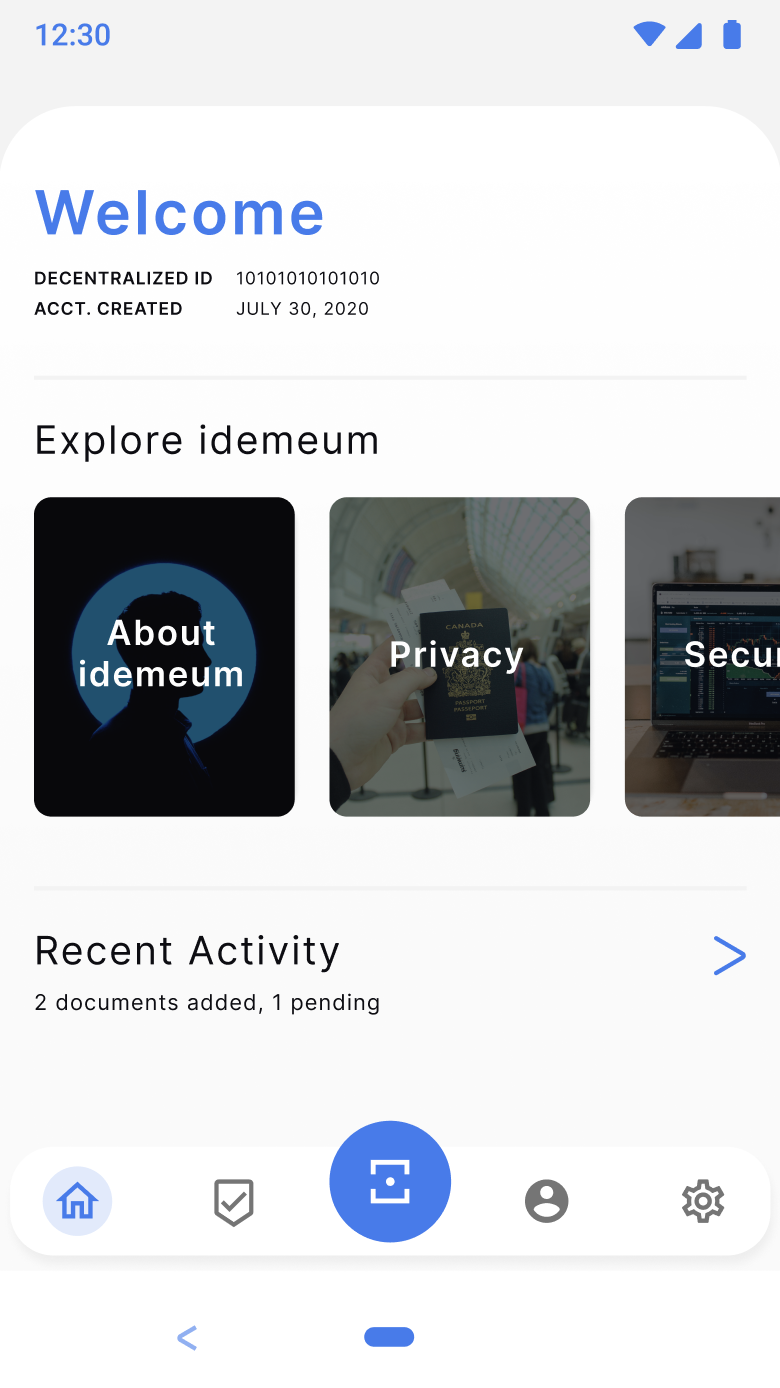 12:30
Welcome
DECENTRALIZED ID 10101010101010
ACCT. CREATED JULY 30, 2020
Explore idemeum
About
idemeum
CANADA
Privacy
PASSPORT
PASSEPORT
Secur
Recent Activity
2 documents added, 1 pending